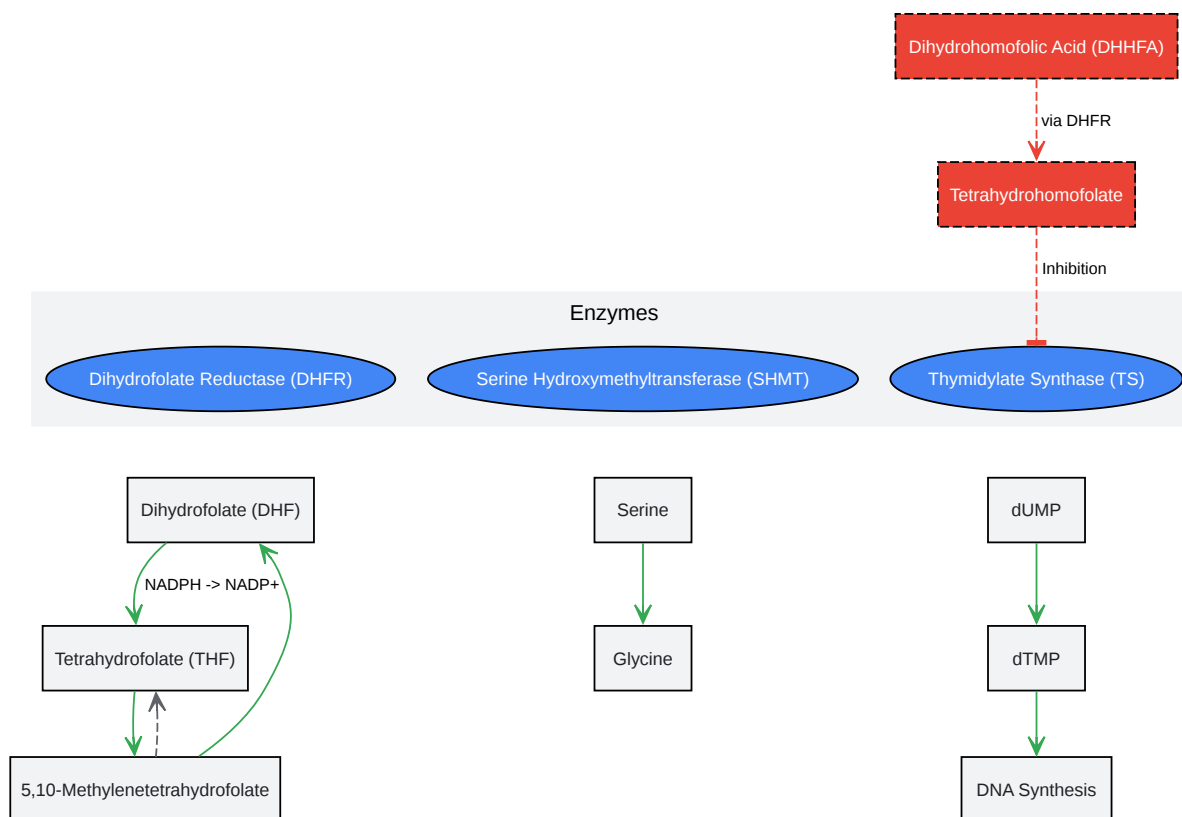 Dihydrohomofolic Acid (DHHFA)
via DHFR
Tetrahydrohomofolate
Inhibition
Enzymes
Dihydrofolate Reductase (DHFR)
Serine Hydroxymethyltransferase (SHMT)
Thymidylate Synthase (TS)
Dihydrofolate (DHF)
Serine
dUMP
NADPH -> NADP+
Tetrahydrofolate (THF)
Glycine
dTMP
5,10-Methylenetetrahydrofolate
DNA Synthesis